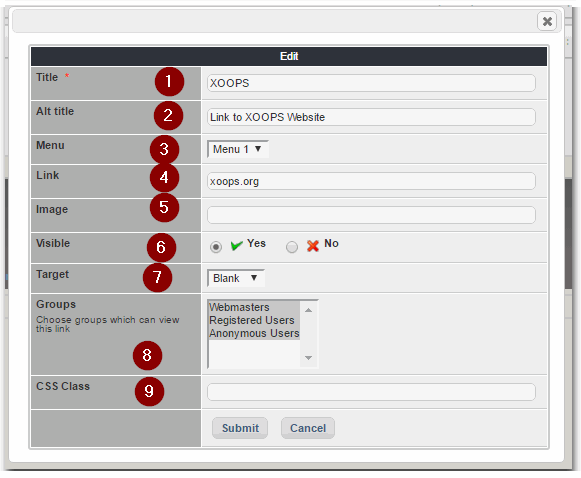 Edit
Title * 1 XOOPS
Alt title 2 Link to XOOPS Website
Menu 3 Menu 1
Link 4 xoops.org
Image 5
Visible 6 Yes No
Target 7 Blank
Groups
Choose groups which can view
this link
8
Webmasters
Registered Users
Anonymous Users
CSS Class 9
Submit Cancel